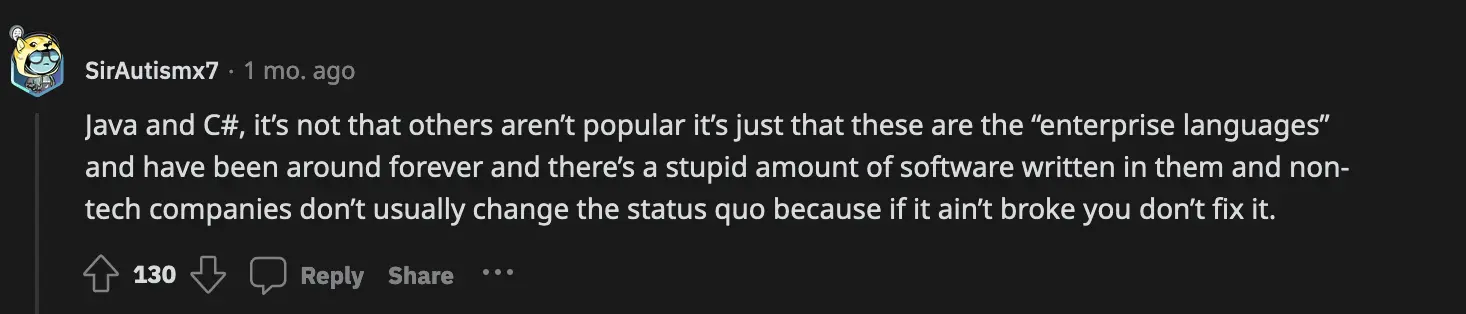 SirAutismx7 · 1 mo. ago
Java and C#, it’s not that others aren’t popular it’s just that these are the “enterprise languages”
and have been around forever and there’s a stupid amount of software written in them and non-
tech companies don’t usually change the status quo because if it ain’t broke you don’t fix it.
130 Reply Share ···